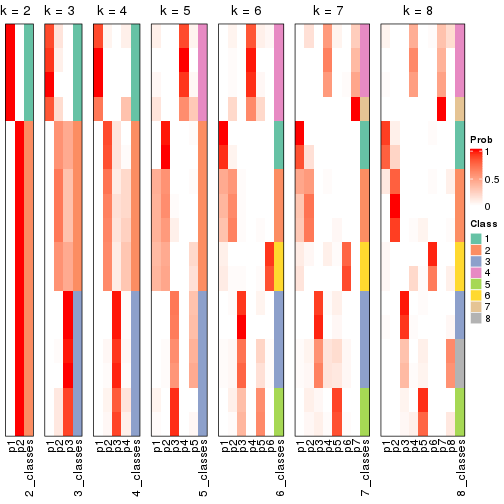 k = 2 k = 3 k = 4 k = 5 k = 6 k = 7 k = 8
Prob
1
0.5
0
Class
1
2
3
4
5
6
7
8
p1 p2 2_classes
p1 p2 p3 3_classes
p1 p2 p3 p4 4_classes
p1 p2 p3 p4 p5 5_classes
p1 p2 p3 p4 p5 p6 6_classes
p1 p2 p3 p4 p5 p6 p7 7_classes
p1 p2 p3 p4 p5 p6 p7 p8 8_classes